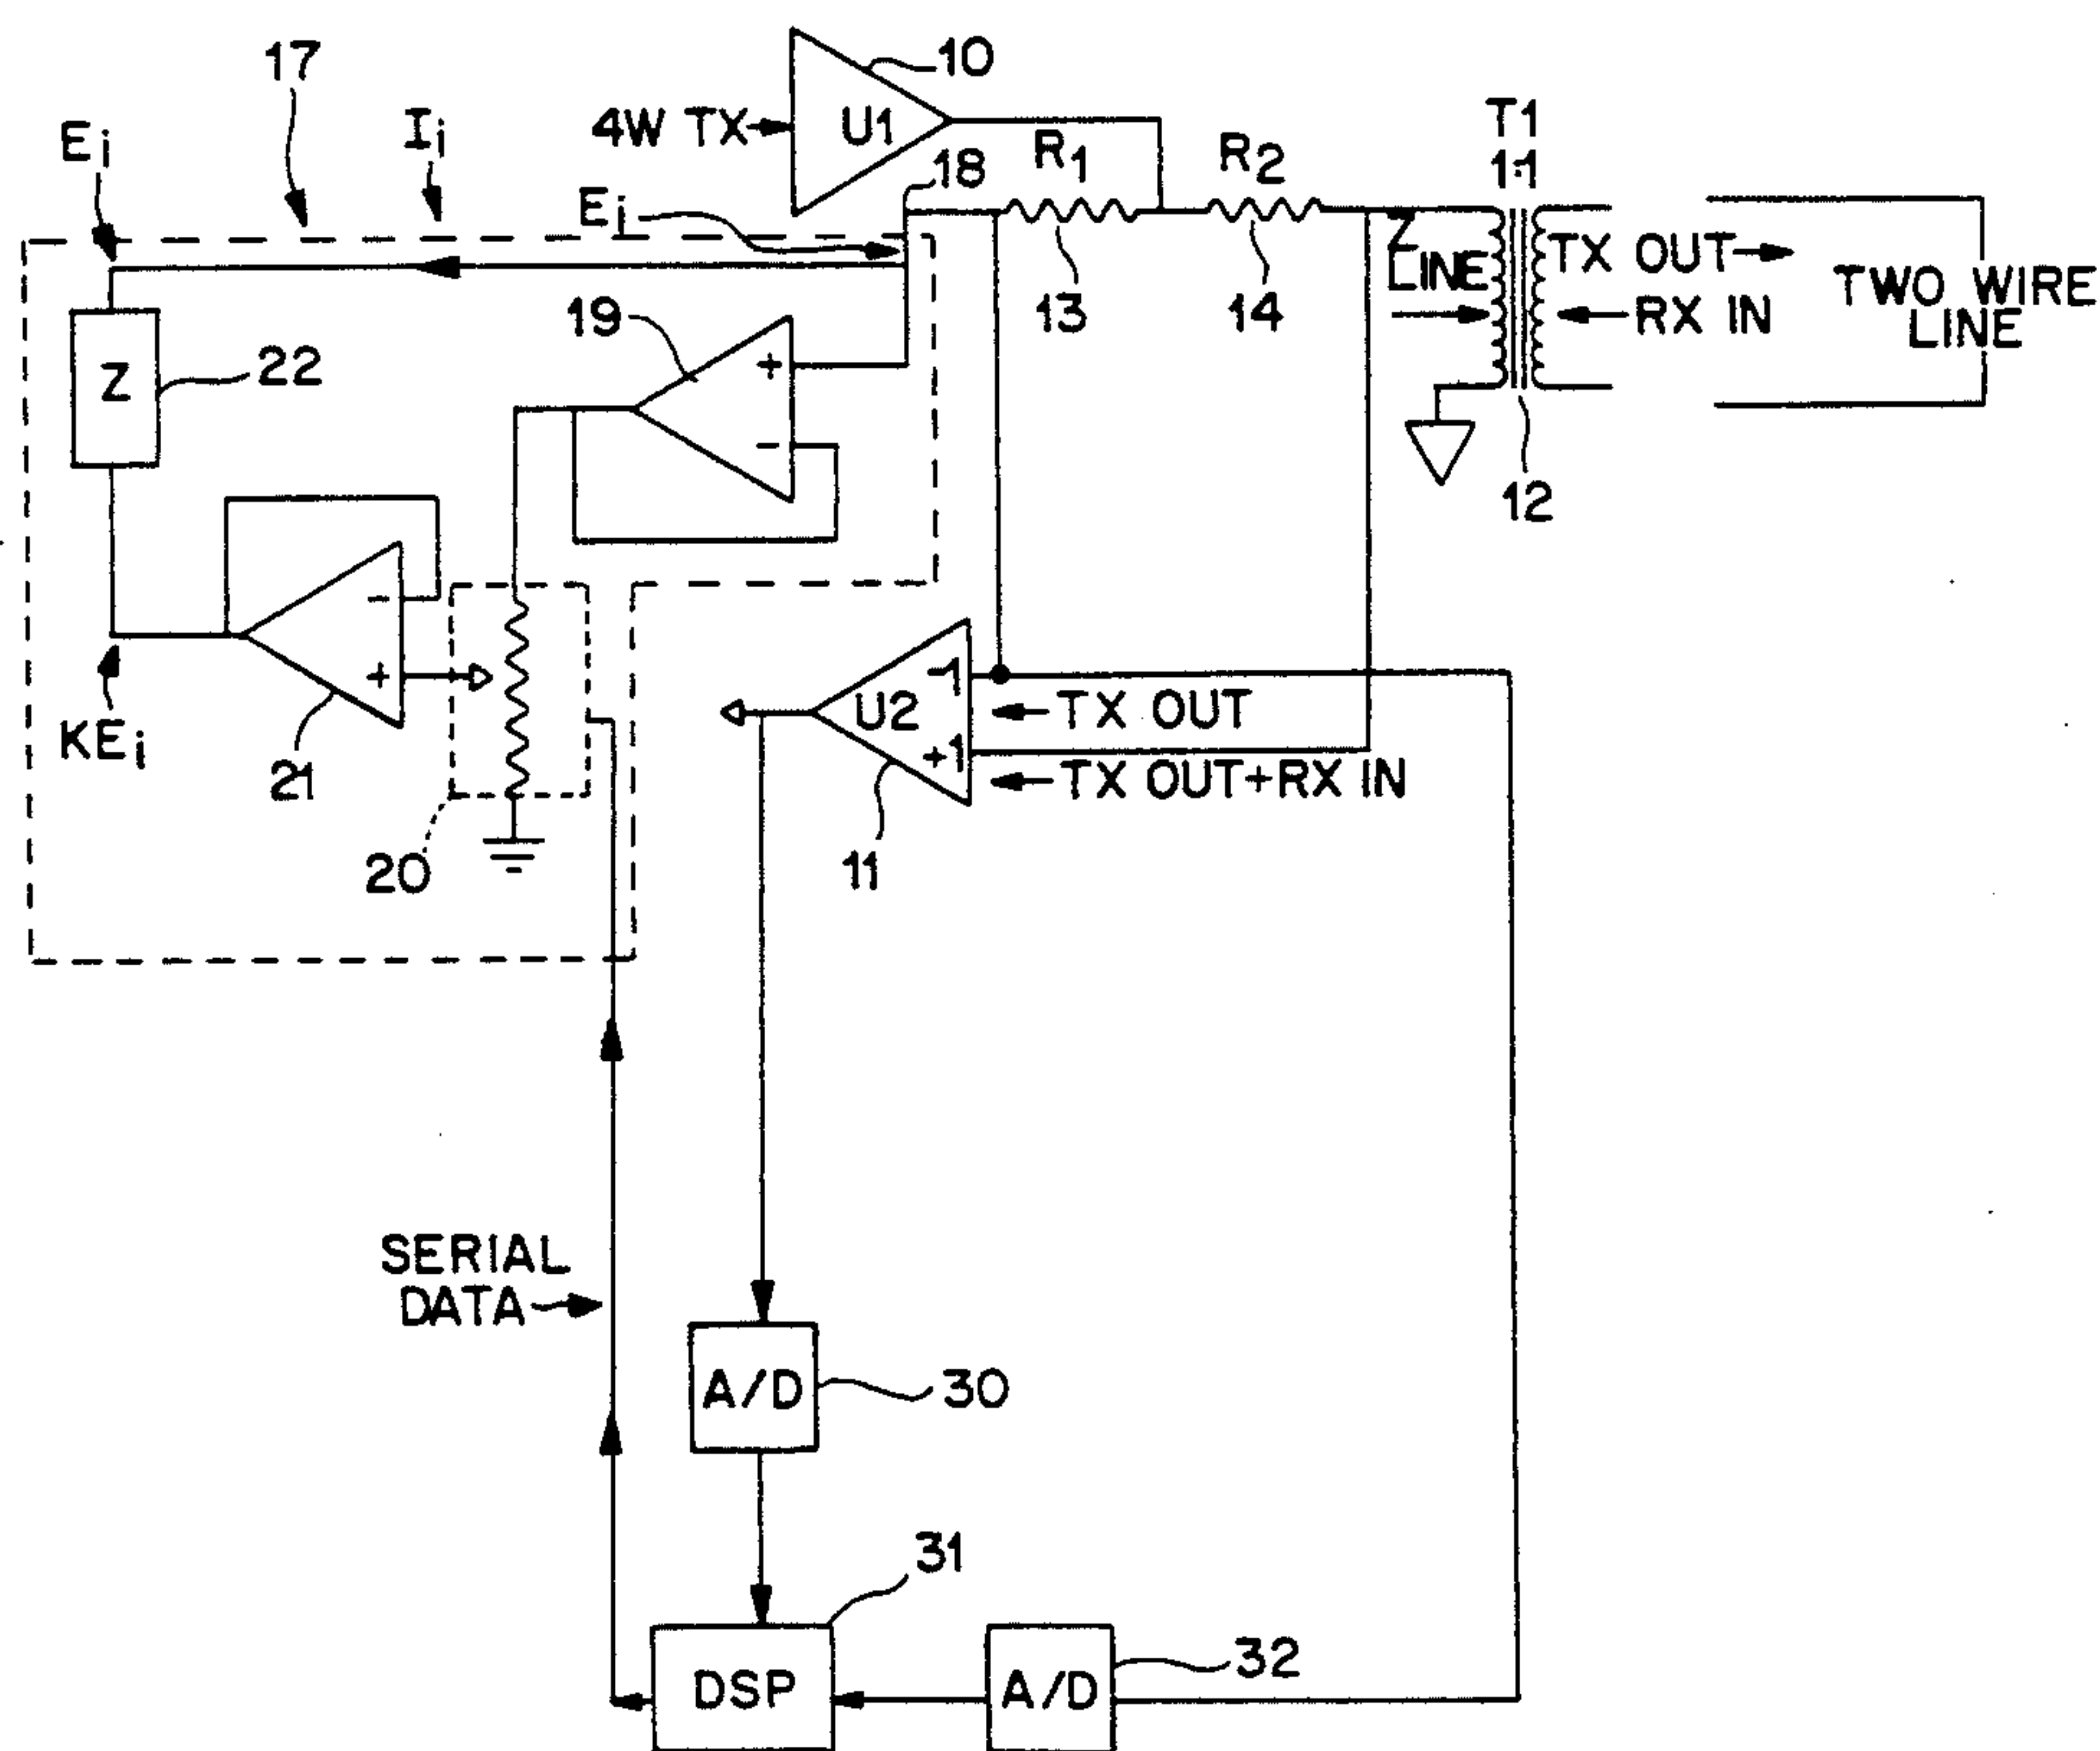 17
10
T1
1:1
4W TX
U1
Ei
Ii
18
R1
R2
Ei
Z
LINE
TX OUT
TWO WIRE
LINE
RX IN
19
13
14
Z
22
+
-
12
-
+
U2
-1
TX OUT
+1
TX OUT+RX IN
KEi
21
20
11
SERIAL
DATA
A/D
30
31
DSP
A/D
32